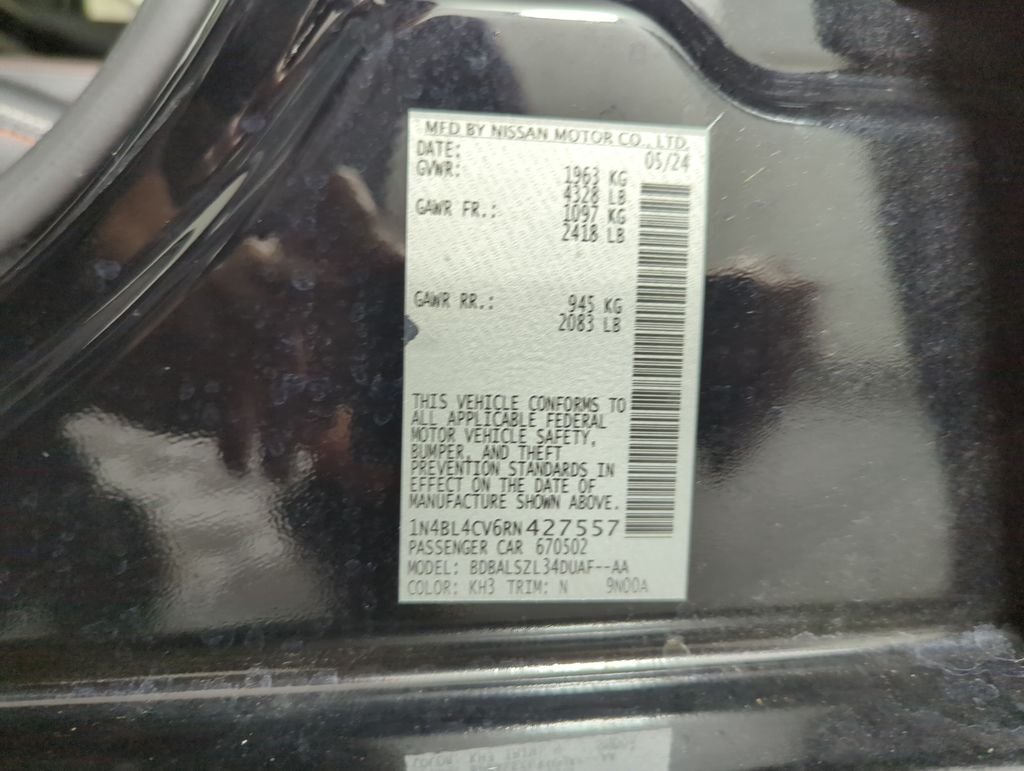 MFD BY NISSAN MOTOR CO., LTD.
DATE: 05/24
GVWR: 1963 KG
4328 LB
GAWR FR.: 1097 KG
2418 LB
GAWR RR.: 945 KG
2083 LB
THIS VEHICLE CONFORMS TO
ALL APPLICABLE FEDERAL
MOTOR VEHICLE SAFETY,
BUMPER, AND THEFT
PREVENTION STANDARDS IN
EFFECT ON THE DATE OF
MANUFACTURE SHOWN ABOVE.
1N4BL4CV6RN427557
PASSENGER CAR 670502
MODEL: BDBALSZL34DUAF--AA
COLOR: KH3 TRIM: N 9N00A